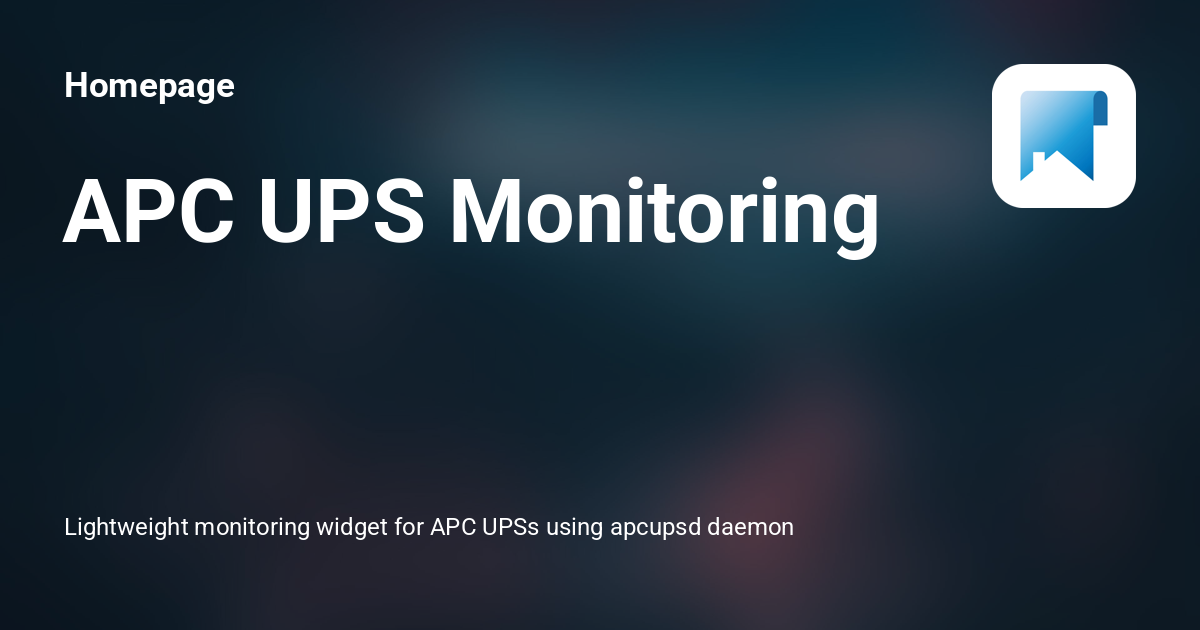 Homepage
APC UPS Monitoring
Lightweight monitoring widget for APC UPSs using apcupsd daemon